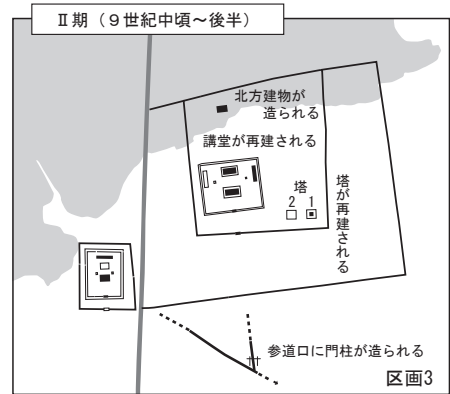 Ⅱ期(9世紀中頃~後半)
北方建物が
造られる
講堂が再建される
塔
2 1
塔が再建される
参道口に門柱が造られる
区画3